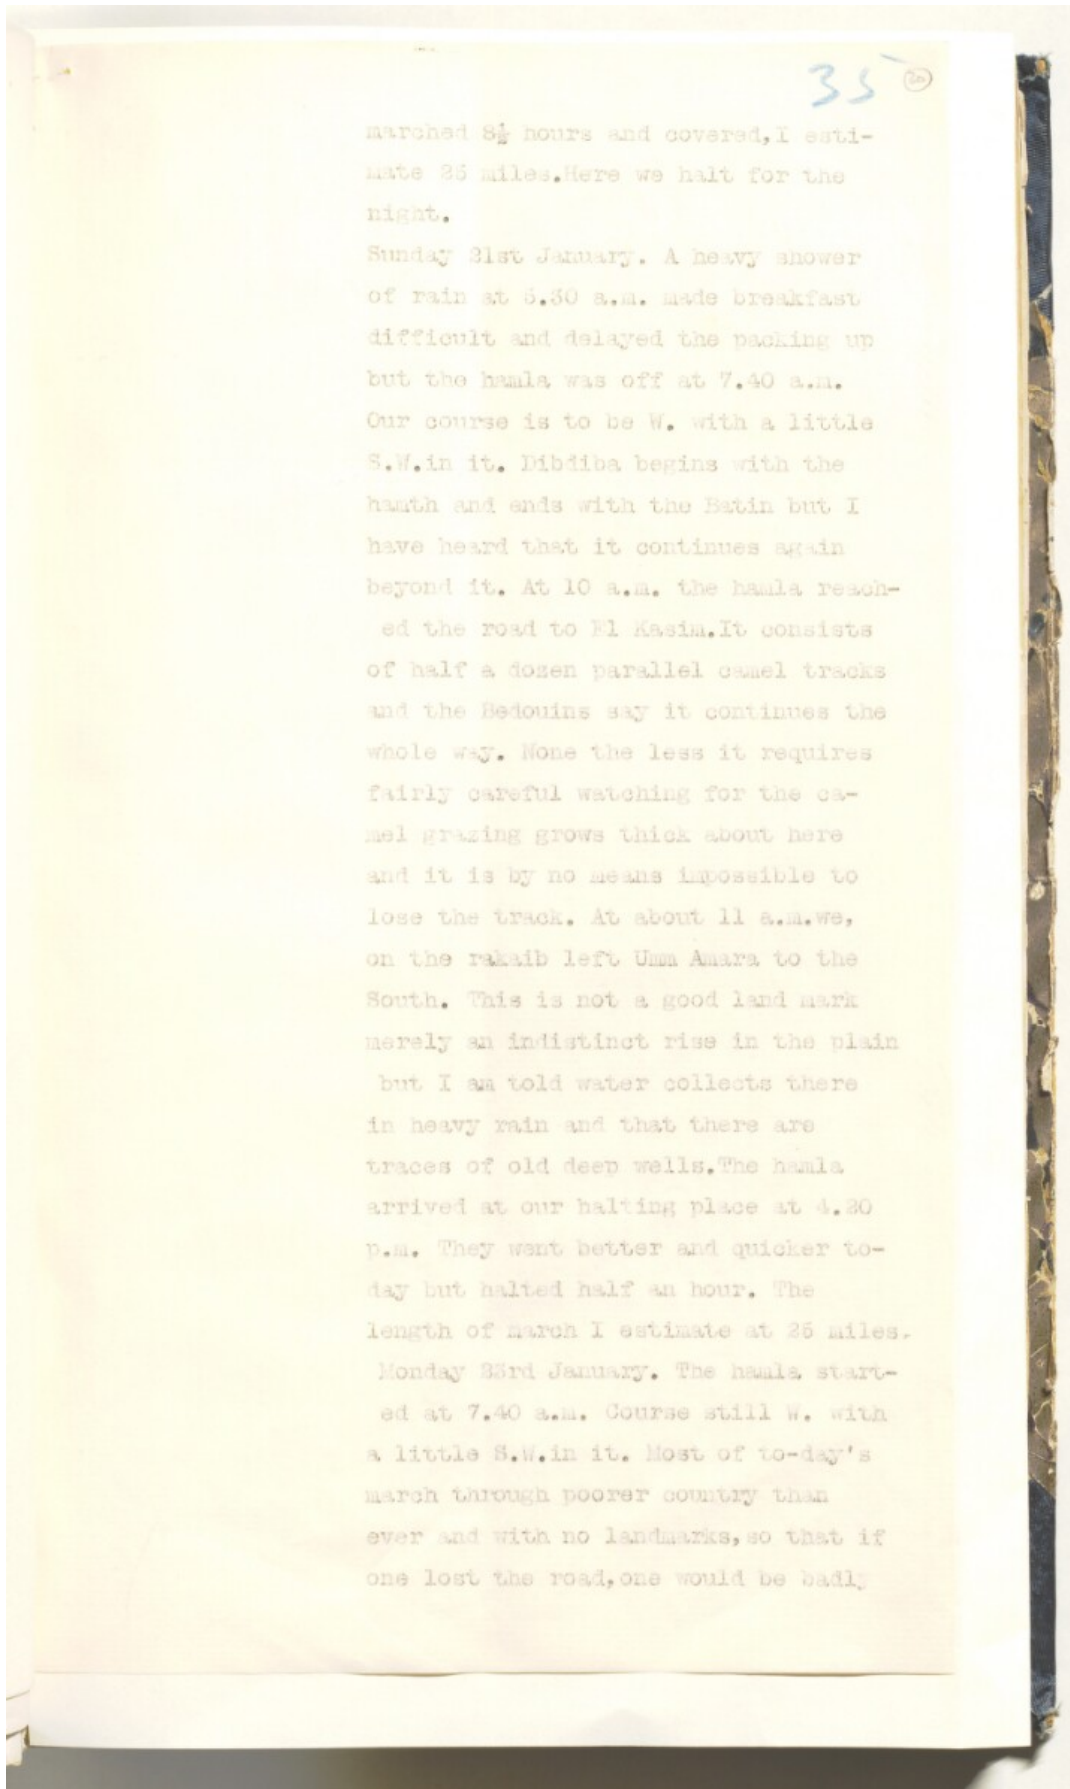 35
20
marched 8½ hours and covered,I esti-
mate 25 miles.Here we halt for the
night.
Sunday 21st January. A heavy shower
of rain at 5.30 a.m. made breakfast
difficult and delayed the packing up
but the hamla was off at 7.40 a.m.
Our course is to be W. with a little
S.W.in it. Dibdiba begins with the
hamth and ends with the Batin but I
have heard that it continues again
beyond it. At 10 a.m. the hamla reach-
ed the road to El Kasim.It consists
of half a dozen parallel camel tracks
and the Bedouins say it continues the
whole way. None the less it requires
fairly careful watching for the ca-
mel grazing grows thick about here
and it is by no means impossible to
lose the track. At about 11 a.m.we,
on the rakaib left Umm Amara to the
South. This is not a good land mark
merely an indistinct rise in the plain
but I am told water collects there
in heavy rain and that there are
traces of old deep wells.The hamla
arrived at our halting place at 4.20
p.m. They went better and quicker to-
day but halted half an hour. The
length of march I estimate at 25 miles.
Monday 23rd January. The hamla start-
ed at 7.40 a.m. Course still W. with
a little S.W.in it. Most of to-day's
march through poorer country than
ever and with no landmarks,so that if
one lost the road,one would be badly